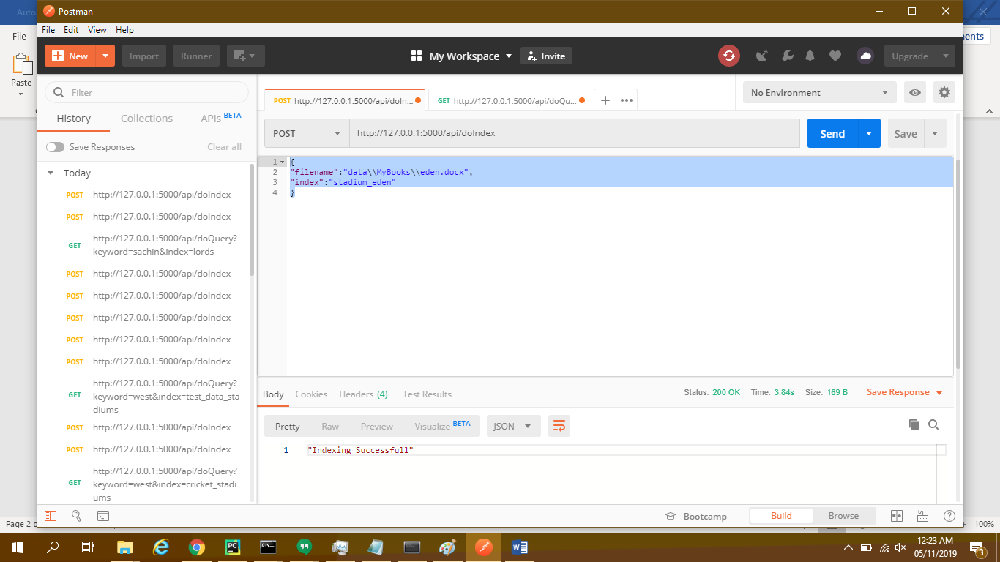 Auto
Postman
File Edit View Help
File
ents
New Import Runner My Workspace Invite Upgrade
Paste
Filter
History Collections APIs BETA
Save Responses Clear all
Today
POST http://127.0.0.1:5000/api/doIndex
POST http://127.0.0.1:5000/api/doIndex
GET http://127.0.0.1:5000/api/doQuery?
keyword=sachin&index=lords
POST http://127.0.0.1:5000/api/doIndex
POST http://127.0.0.1:5000/api/doIndex
POST http://127.0.0.1:5000/api/doIndex
POST http://127.0.0.1:5000/api/doIndex
POST http://127.0.0.1:5000/api/doIndex
GET http://127.0.0.1:5000/api/doQuery?
keyword=west&index=test_data_sta
diums
POST http://127.0.0.1:5000/api/doIndex
POST http://127.0.0.1:5000/api/doIndex
GET http://127.0.0.1:5000/api/doQuery?
keyword=west&index=cricket_stadi
ums
POST http://127.0.0.1:5000/api/doIn... GET http://127.0.0.1:5000/api/doQu... No Environment
POST http://127.0.0.1:5000/api/doIndex Send Save
1 {
2 "filename":"data\\MyBooks\\eden.docx",
3 "index":"stadium_eden"
4 }
Body Cookies Headers (4) Test Results Status: 200 OK Time: 3.84s Size: 169 B Save Response
Pretty Raw Preview Visualize BETA JSON
1 "Indexing Successfull"
Bootcamp Build Browse
Page 2 o 100%
12:23 AM
05/11/2019
3